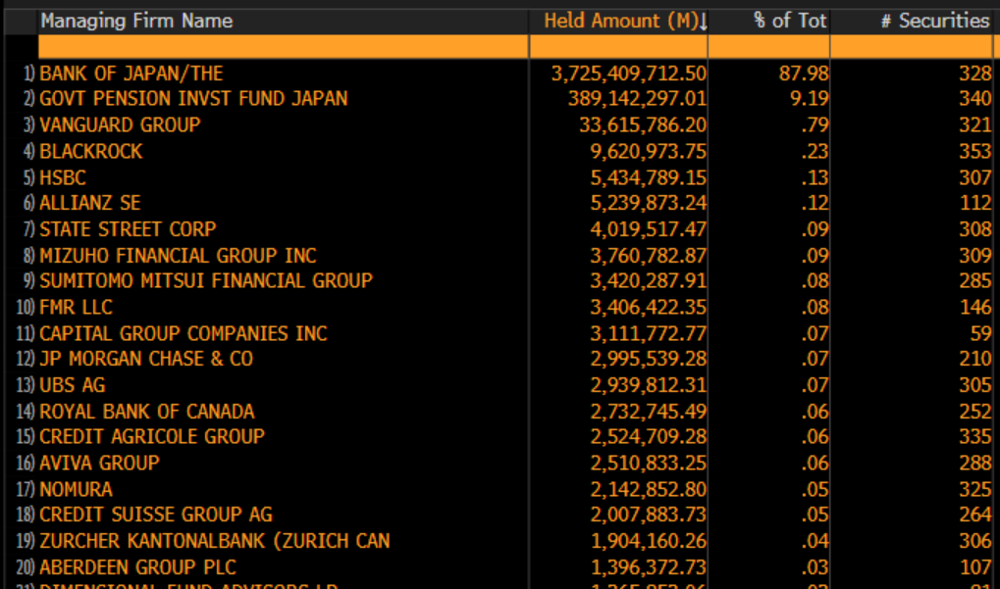 Managing Firm Name Held Amount (M)↓ % of Tot # Securities
1) BANK OF JAPAN/THE 3,725,409,712.50 87.98 328
2) GOVT PENSION INVST FUND JAPAN 389,142,297.01 9.19 340
3) VANGUARD GROUP 33,615,786.20 .79 321
4) BLACKROCK 9,620,973.75 .23 353
5) HSBC 5,434,789.15 .13 307
6) ALLIANZ SE 5,239,873.24 .12 112
7) STATE STREET CORP 4,019,517.47 .09 308
8) MIZUHO FINANCIAL GROUP INC 3,760,782.87 .09 309
9) SUMITOMO MITSUI FINANCIAL GROUP 3,420,287.91 .08 285
10) FMR LLC 3,406,422.35 .08 146
11) CAPITAL GROUP COMPANIES INC 3,111,772.77 .07 59
12) JP MORGAN CHASE & CO 2,995,539.28 .07 210
13) UBS AG 2,939,812.31 .07 305
14) ROYAL BANK OF CANADA 2,732,745.49 .06 252
15) CREDIT AGRICOLE GROUP 2,524,709.28 .06 335
16) AVIVA GROUP 2,510,833.25 .06 288
17) NOMURA 2,142,852.80 .05 325
18) CREDIT SUISSE GROUP AG 2,007,883.73 .05 264
19) ZURCHER KANTONALBANK (ZURICH CAN 1,904,160.26 .04 306
20) ABERDEEN GROUP PLC 1,396,372.73 .03 107